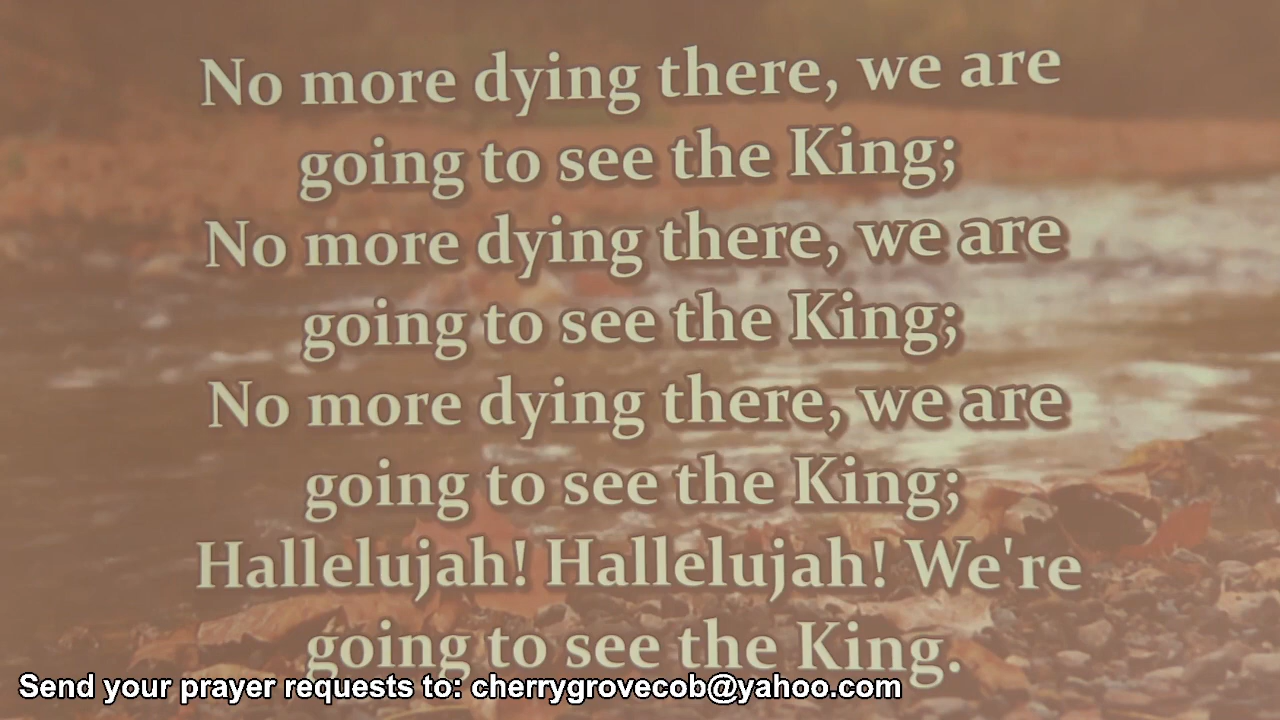 No more dying there, we are
going to see the King;
No more dying there, we are
going to see the King;
No more dying there, we are
going to see the King;
Hallelujah! Hallelujah! We're
going to see the King.
Send your prayer requests to: cherrygrovecob@yahoo.com